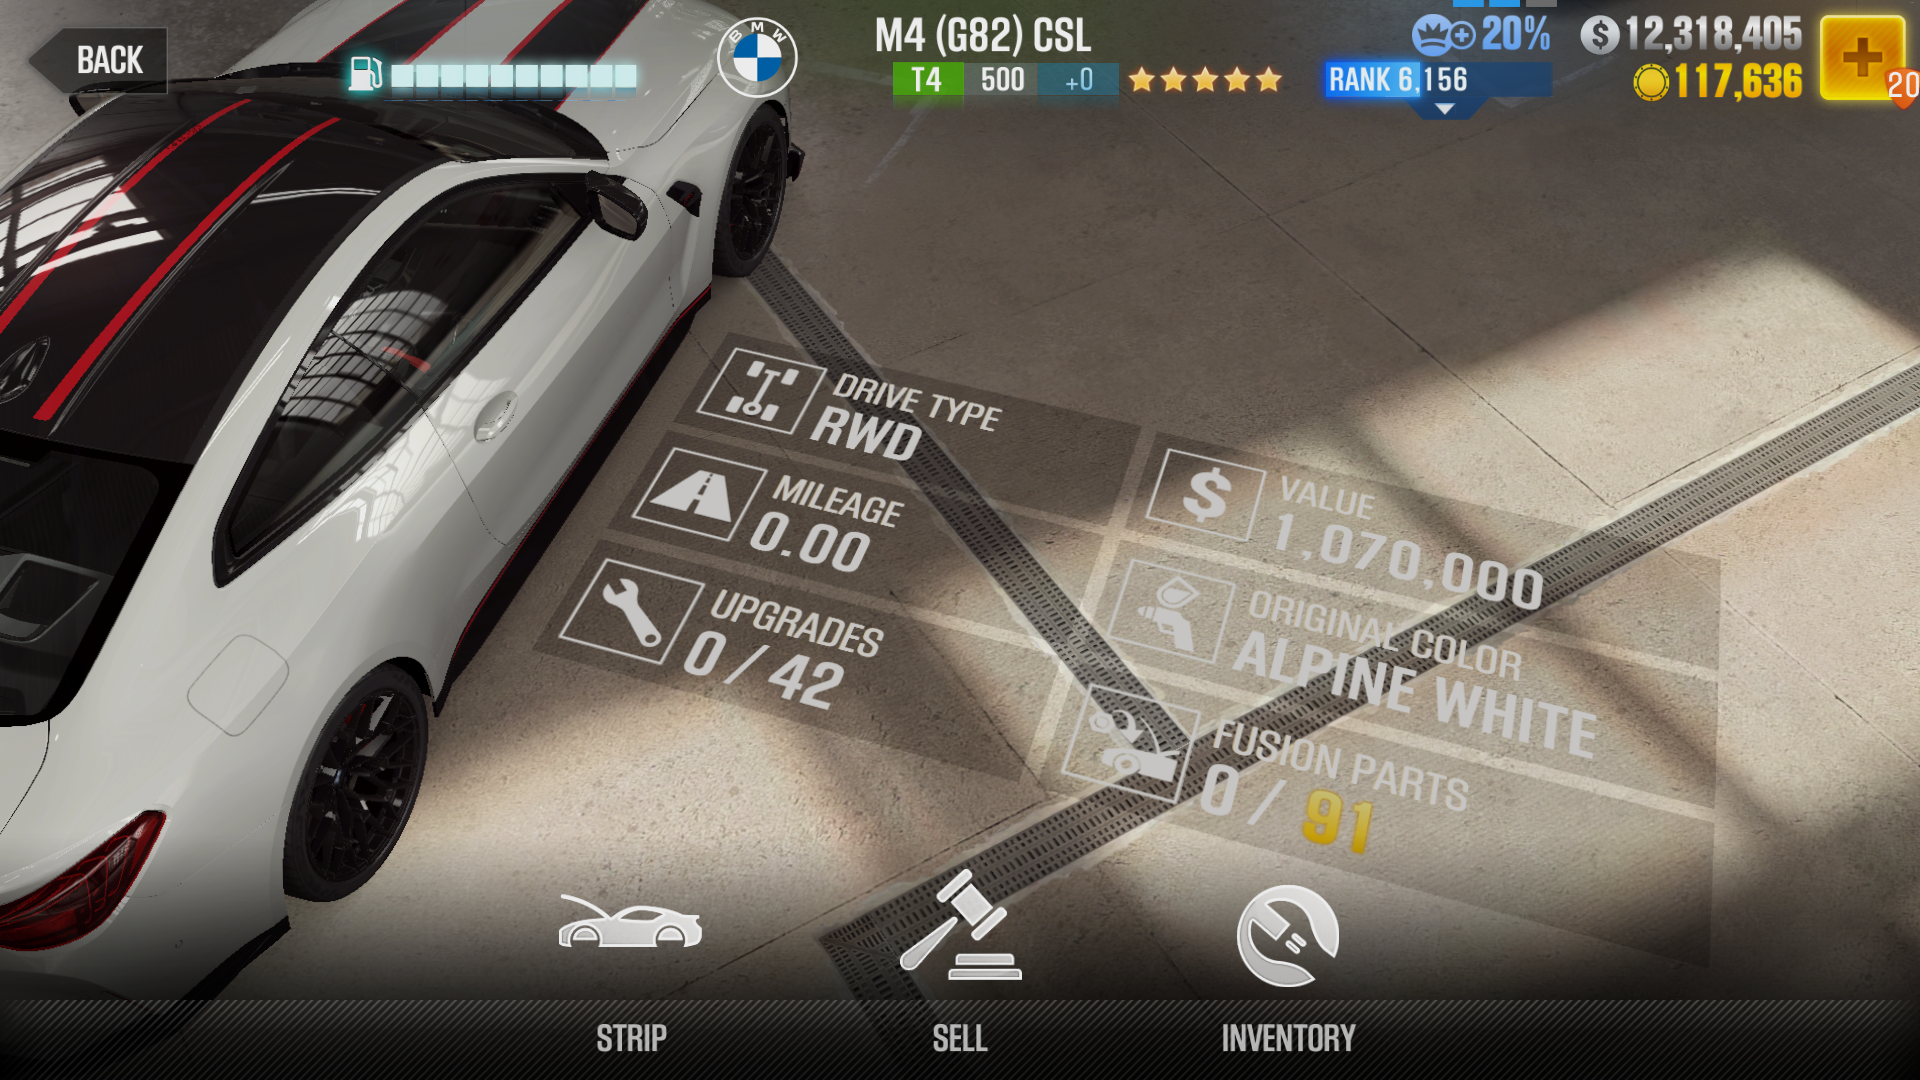 BACK
BMW
M4 (G82) CSL
T4 500 +0
20%
RANK 6,156
12,318,405
117,636
20
DRIVE TYPE
RWD
MILEAGE
0.00
UPGRADES
0 / 42
VALUE
1,070,000
ORIGINAL COLOR
ALPINE WHITE
FUSION PARTS
0 / 91
STRIP
SELL
INVENTORY